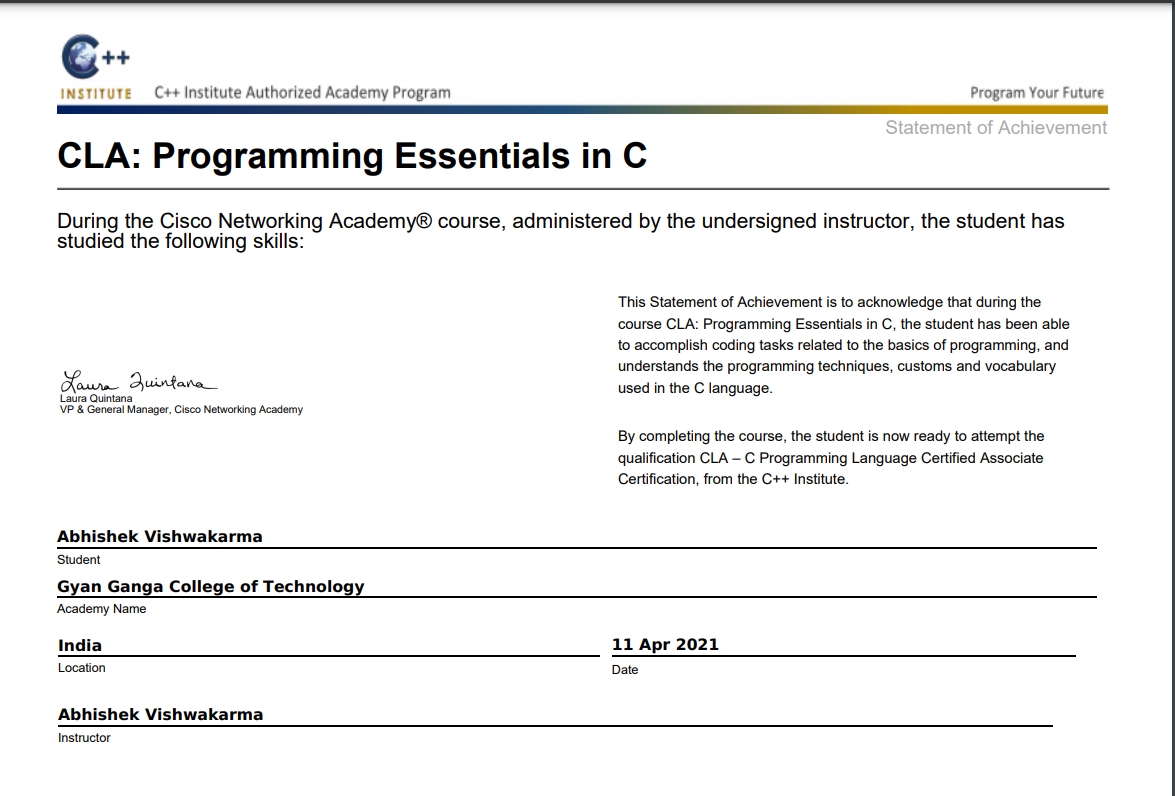 C++
INSTITUTE
C++ Institute Authorized Academy Program
Program Your Future
Statement of Achievement
CLA: Programming Essentials in C
During the Cisco Networking Academy® course, administered by the undersigned instructor, the student has
studied the following skills:
This Statement of Achievement is to acknowledge that during the
course CLA: Programming Essentials in C, the student has been able
to accomplish coding tasks related to the basics of programming, and
understands the programming techniques, customs and vocabulary
used in the C language.
Laura Quintana
Laura Quintana
VP & General Manager, Cisco Networking Academy
By completing the course, the student is now ready to attempt the
qualification CLA – C Programming Language Certified Associate
Certification, from the C++ Institute.
Abhishek Vishwakarma
Student
Gyan Ganga College of Technology
Academy Name
India
Location
11 Apr 2021
Date
Abhishek Vishwakarma
Instructor